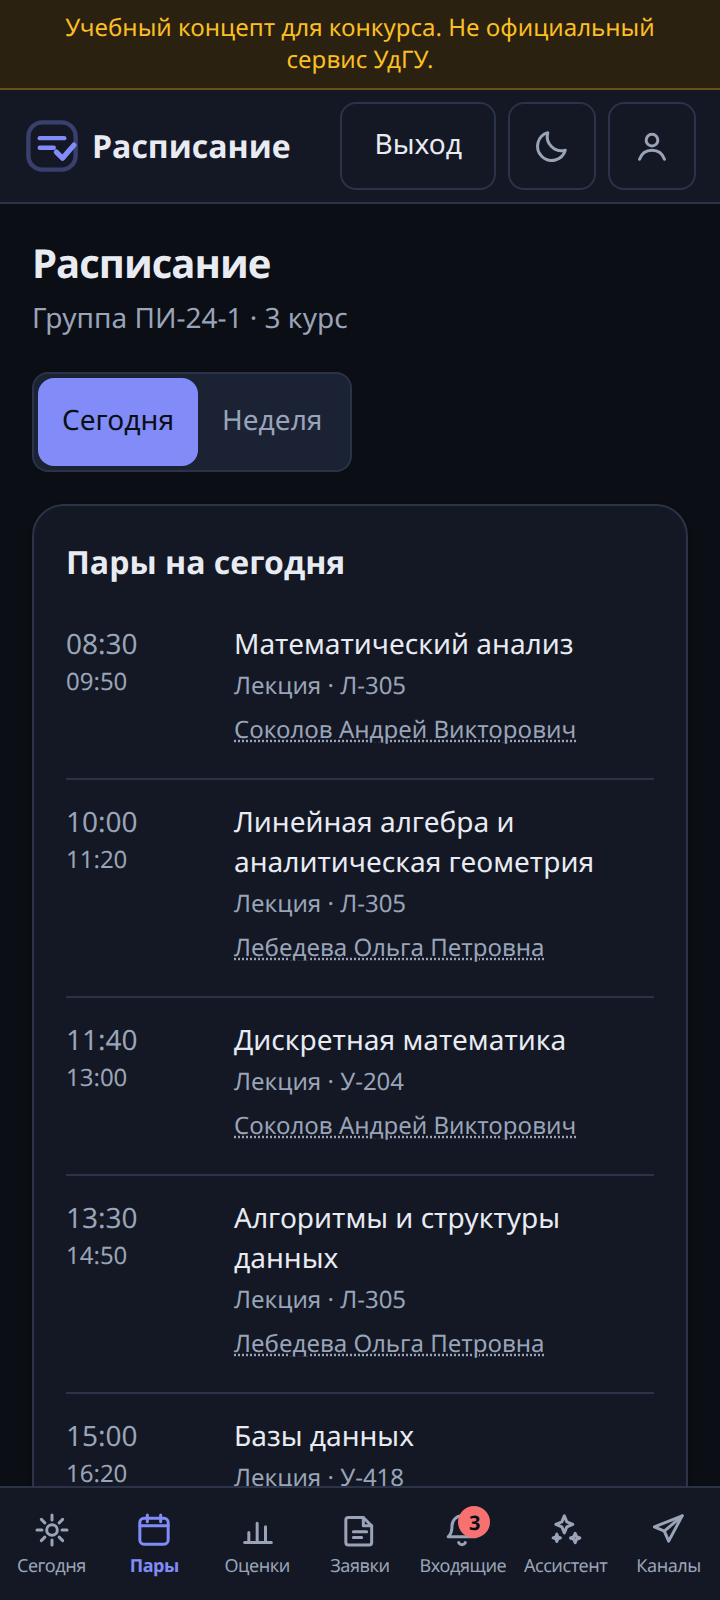 Учебный концепт для конкурса. Не официальный
сервис УдГУ.
Расписание
Выход
Расписание
Группа ПИ-24-1 · 3 курс
Сегодня
Неделя
Пары на сегодня
08:30
09:50
Математический анализ
Лекция · Л-305
Соколов Андрей Викторович
10:00
11:20
Линейная алгебра и
аналитическая геометрия
Лекция · Л-305
Лебедева Ольга Петровна
11:40
13:00
Дискретная математика
Лекция · У-204
Соколов Андрей Викторович
13:30
14:50
Алгоритмы и структуры
данных
Лекция · Л-305
Лебедева Ольга Петровна
15:00
16:20
Базы данных
Лекция · У-418
3
Сегодня
Пары
Оценки
Заявки
Входящие
Ассистент
Каналы